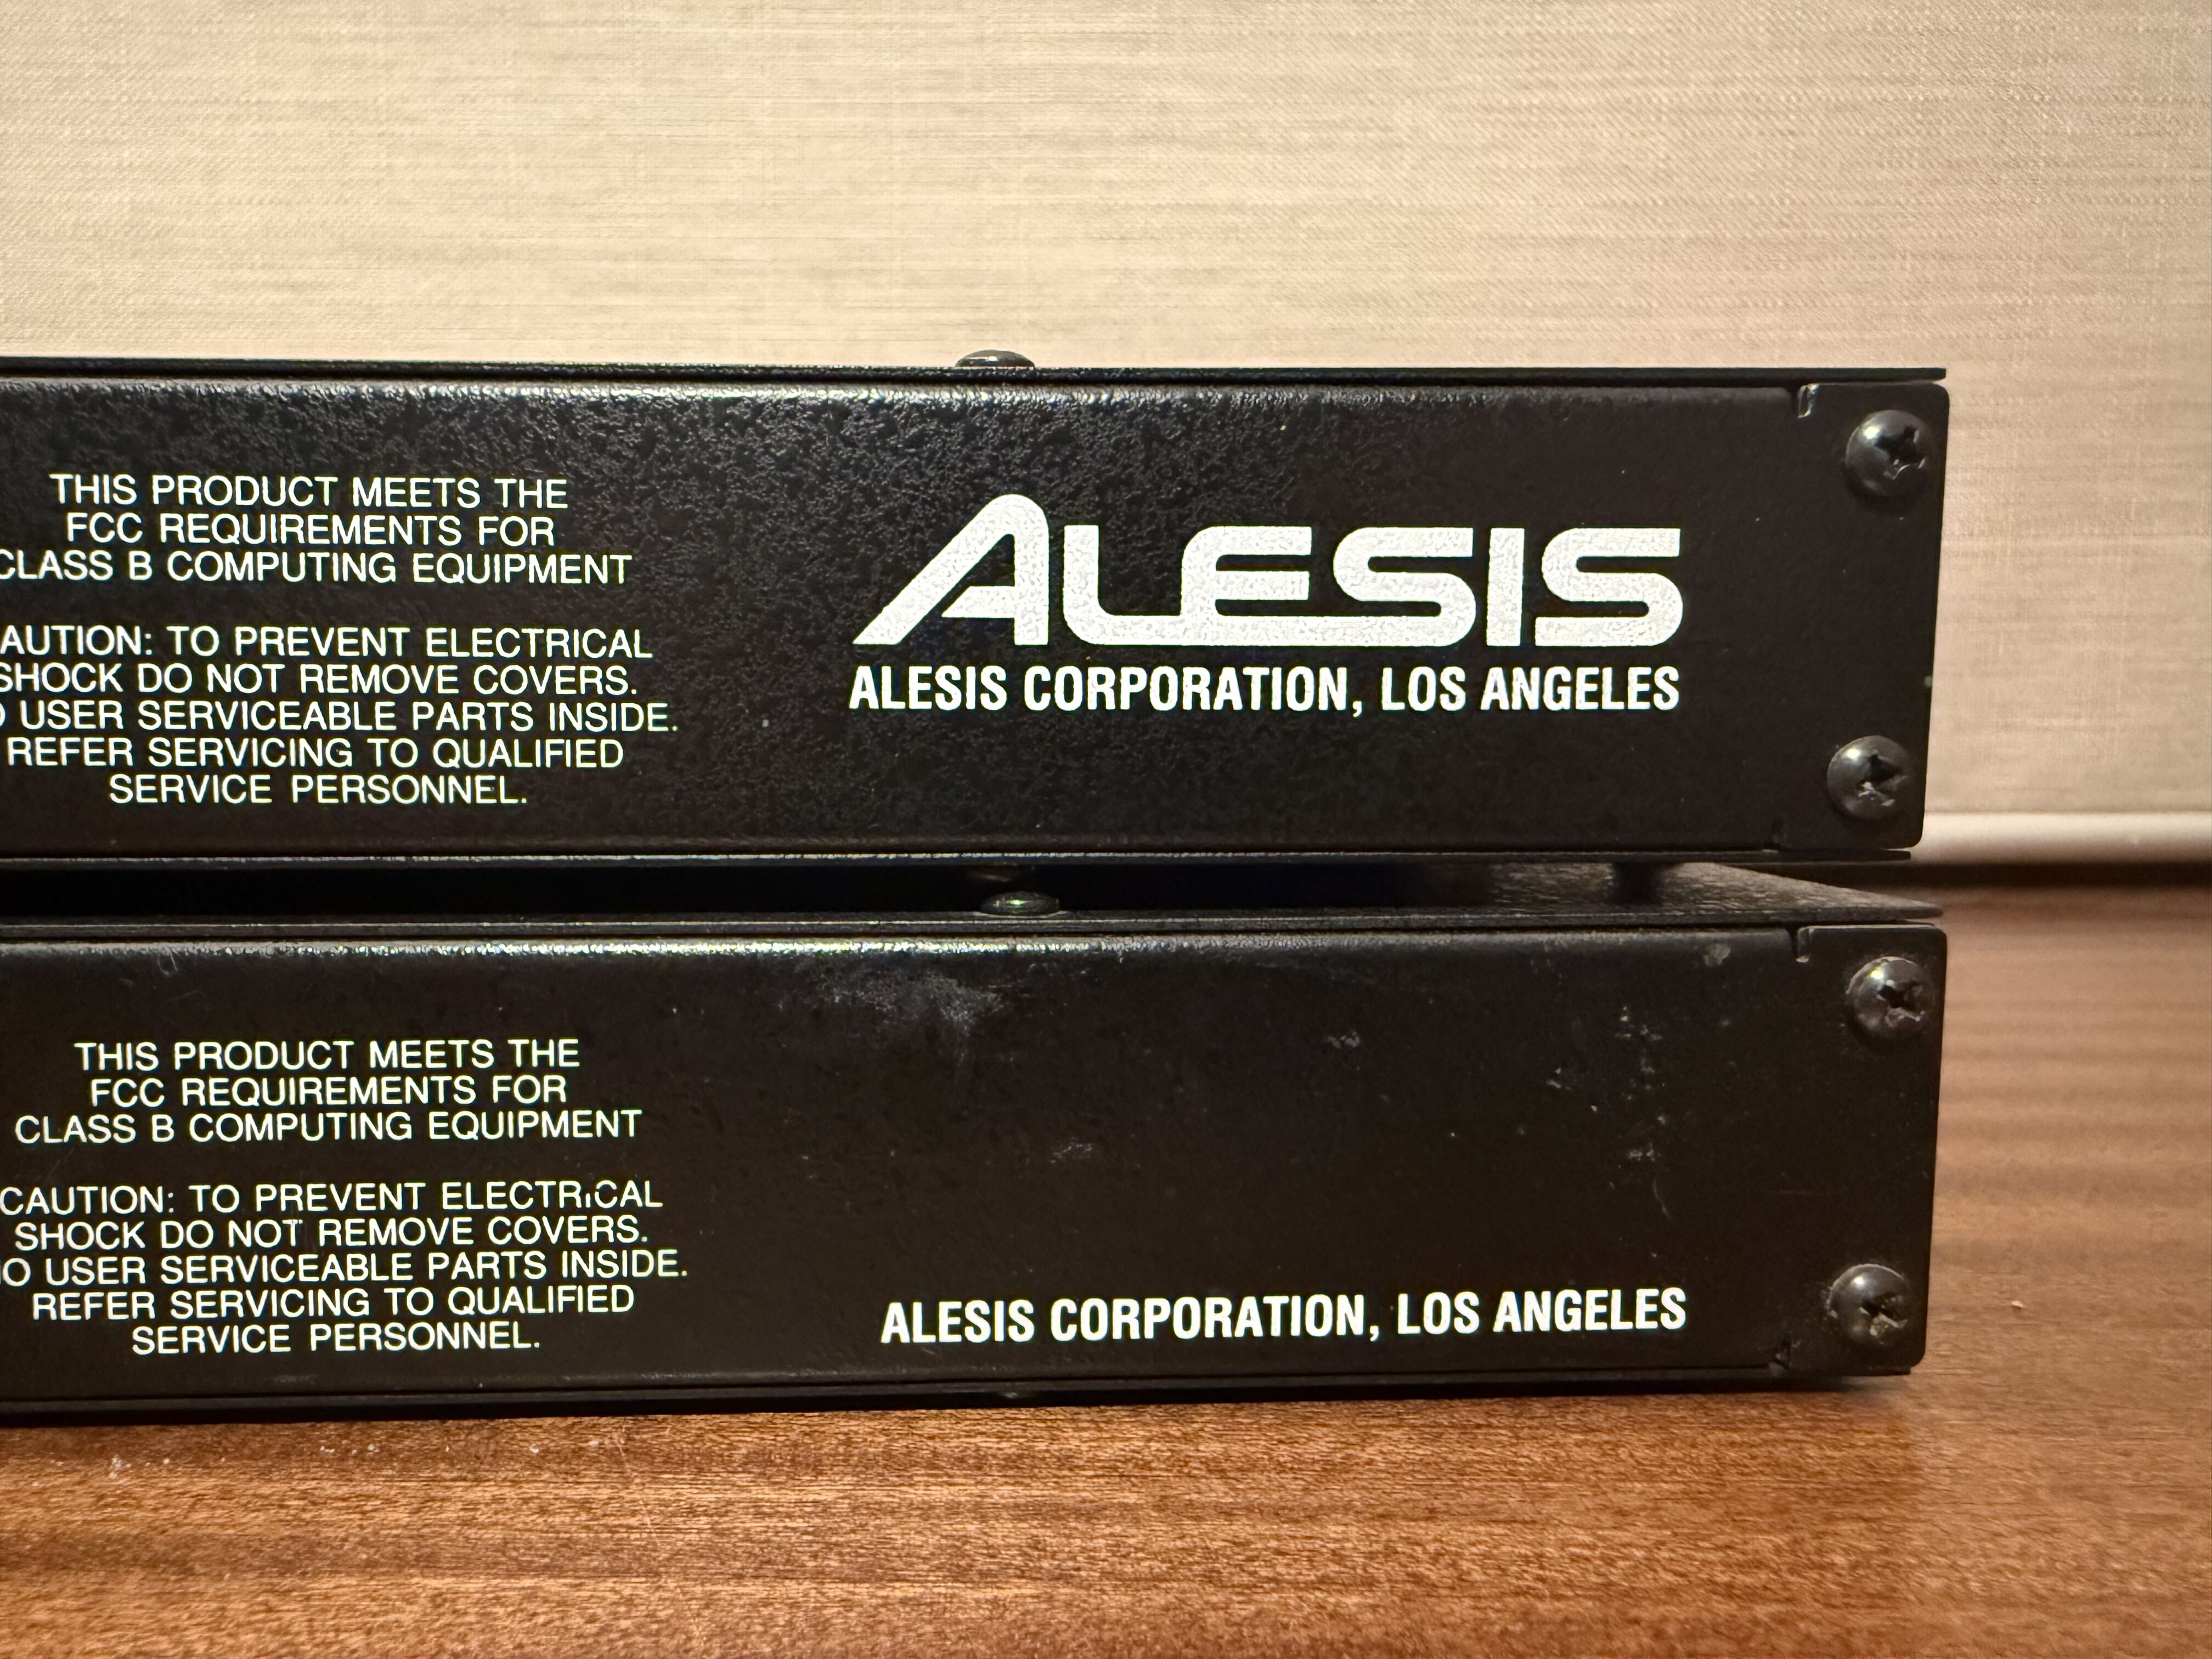 THIS PRODUCT MEETS THE
FCC REQUIREMENTS FOR
CLASS B COMPUTING EQUIPMENT
AUTION: TO PREVENT ELECTRICAL
SHOCK DO NOT REMOVE COVERS.
O USER SERVICEABLE PARTS INSIDE.
REFER SERVICING TO QUALIFIED
SERVICE PERSONNEL.
ALESIS
ALESIS CORPORATION, LOS ANGELES
THIS PRODUCT MEETS THE
FCC REQUIREMENTS FOR
CLASS B COMPUTING EQUIPMENT
CAUTION: TO PREVENT ELECTRICAL
SHOCK DO NOT REMOVE COVERS.
O USER SERVICEABLE PARTS INSIDE.
REFER SERVICING TO QUALIFIED
SERVICE PERSONNEL.
ALESIS CORPORATION, LOS ANGELES